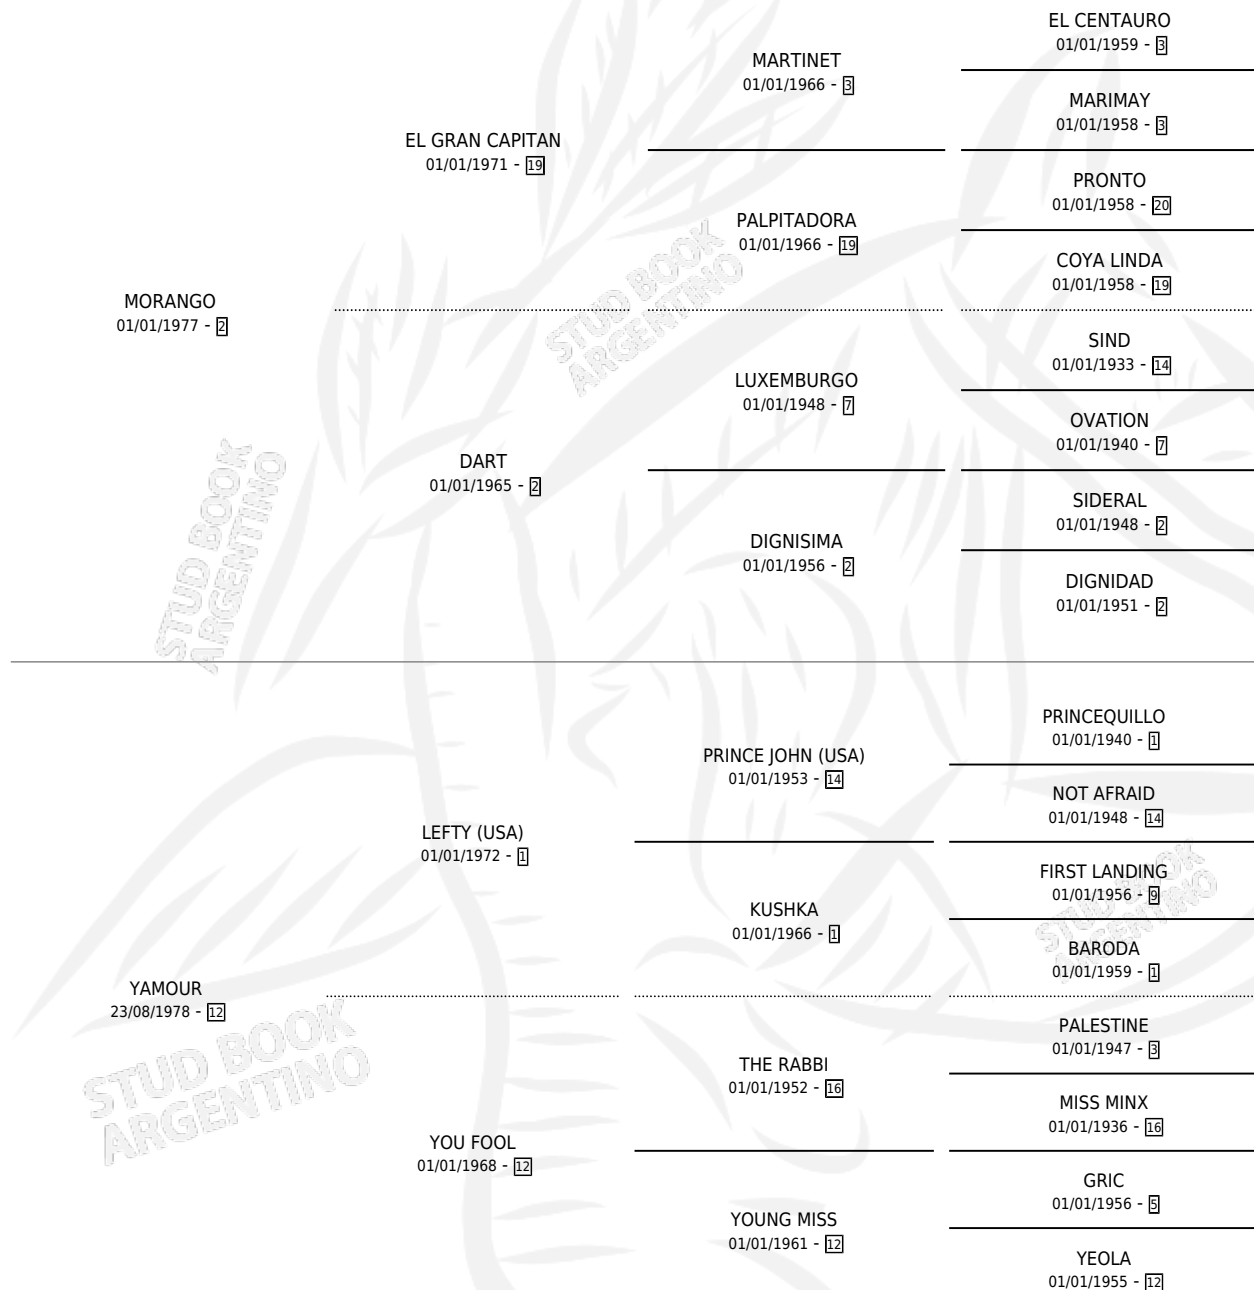 EL CENTAURO
01/01/1959 - 3
MARTINET
01/01/1966 - 3
MARIMAY
01/01/1958 - 3
EL GRAN CAPITAN
01/01/1971 - 19
PRONTO
01/01/1958 - 20
PALPITADORA
01/01/1966 - 19
COYA LINDA
01/01/1958 - 19
MORANGO
01/01/1977 - 2
STUD BOOK
ARGENTINO
SIND
01/01/1933 - 14
LUXEMBURGO
01/01/1948 - 7
OVATION
01/01/1940 - 7
DART
01/01/1965 - 2
SIDERAL
01/01/1948 - 2
DIGNISIMA
01/01/1956 - 2
DIGNIDAD
01/01/1951 - 2
STUD BOOK
ARGENTINO
PRINCEQUILLO
01/01/1940 - 1
PRINCE JOHN (USA)
01/01/1953 - 14
NOT AFRAID
01/01/1948 - 14
LEFTY (USA)
01/01/1972 - 1
FIRST LANDING
01/01/1956 - 9
KUSHKA
01/01/1966 - 1
STUD BOOK
ARGENTINO
BARODA
01/01/1959 - 1
YAMOUR
23/08/1978 - 12
STUD BOOK
ARGENTINO
PALESTINE
01/01/1947 - 3
THE RABBI
01/01/1952 - 16
MISS MINX
01/01/1936 - 16
YOU FOOL
01/01/1968 - 12
GRIC
01/01/1956 - 5
YOUNG MISS
01/01/1961 - 12
YEOLA
01/01/1955 - 12